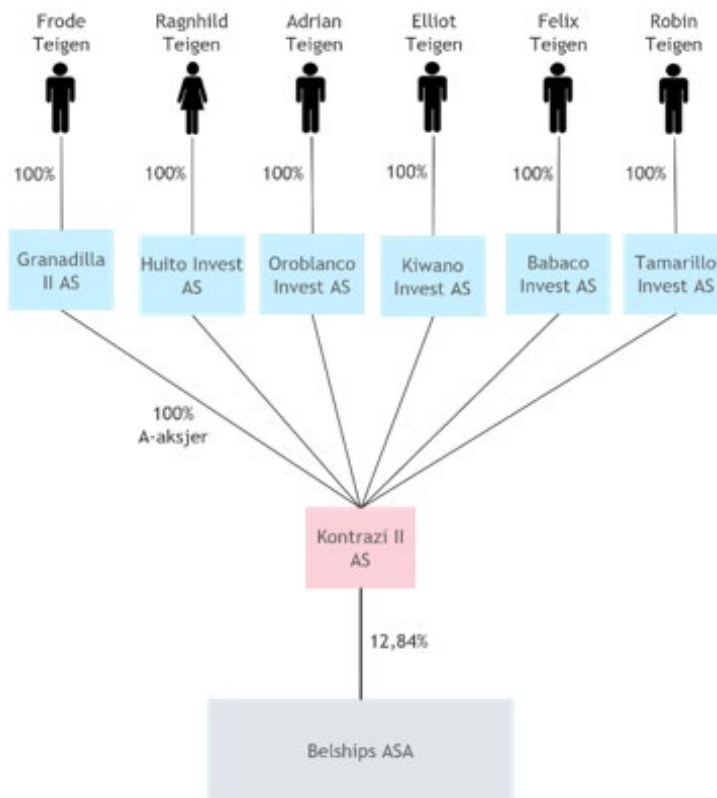 Frode
Teigen
Ragnhild
Teigen
Adrian
Teigen
Elliot
Teigen
Felix
Teigen
Robin
Teigen
100%
100%
100%
100%
100%
100%
Granadilla
II AS
Huito Invest
AS
Oroblanco
Invest AS
Kiwano
Invest AS
Babaco
Invest AS
Tamarillo
Invest AS
100%
A-aksjer
Kontrazi II
AS
12,84%
Belships ASA